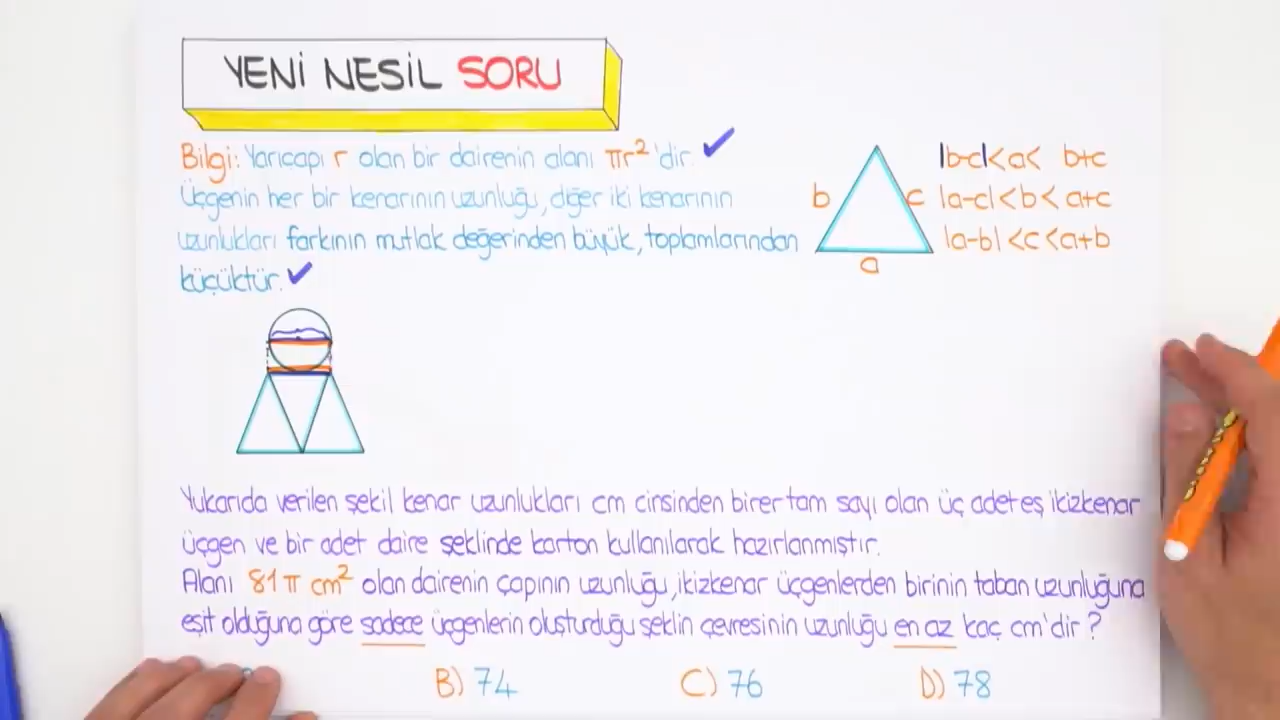 YENİ NESİL SORU
Bilgi: Yarıçapı r olan bir dairenin alanı πr² 'dir.
Üçgenin her bir kenarının uzunluğu, diğer iki kenarının
uzunlukları farkının mutlak değerinden büyük, toplamlarından
küçüktür.
b c a
|b-c|<a< b+c
|a-c|<b< a+c
|a-b|<c<a+b
Yukarıda verilen şekil kenar uzunlukları cm cinsinden birer tam sayı olan üç adet eş ikizkenar
üçgen ve bir adet daire şeklinde karton kullanılarak hazırlanmıştır.
Alanı 81π cm² olan dairenin çapının uzunluğu, ikizkenar üçgenlerden birinin taban uzunluğuna
eşit olduğuna göre sadece üçgenlerin oluşturduğu şeklin çevresinin uzunluğu en az kaç cm'dir?
B) 74 C) 76 D) 78